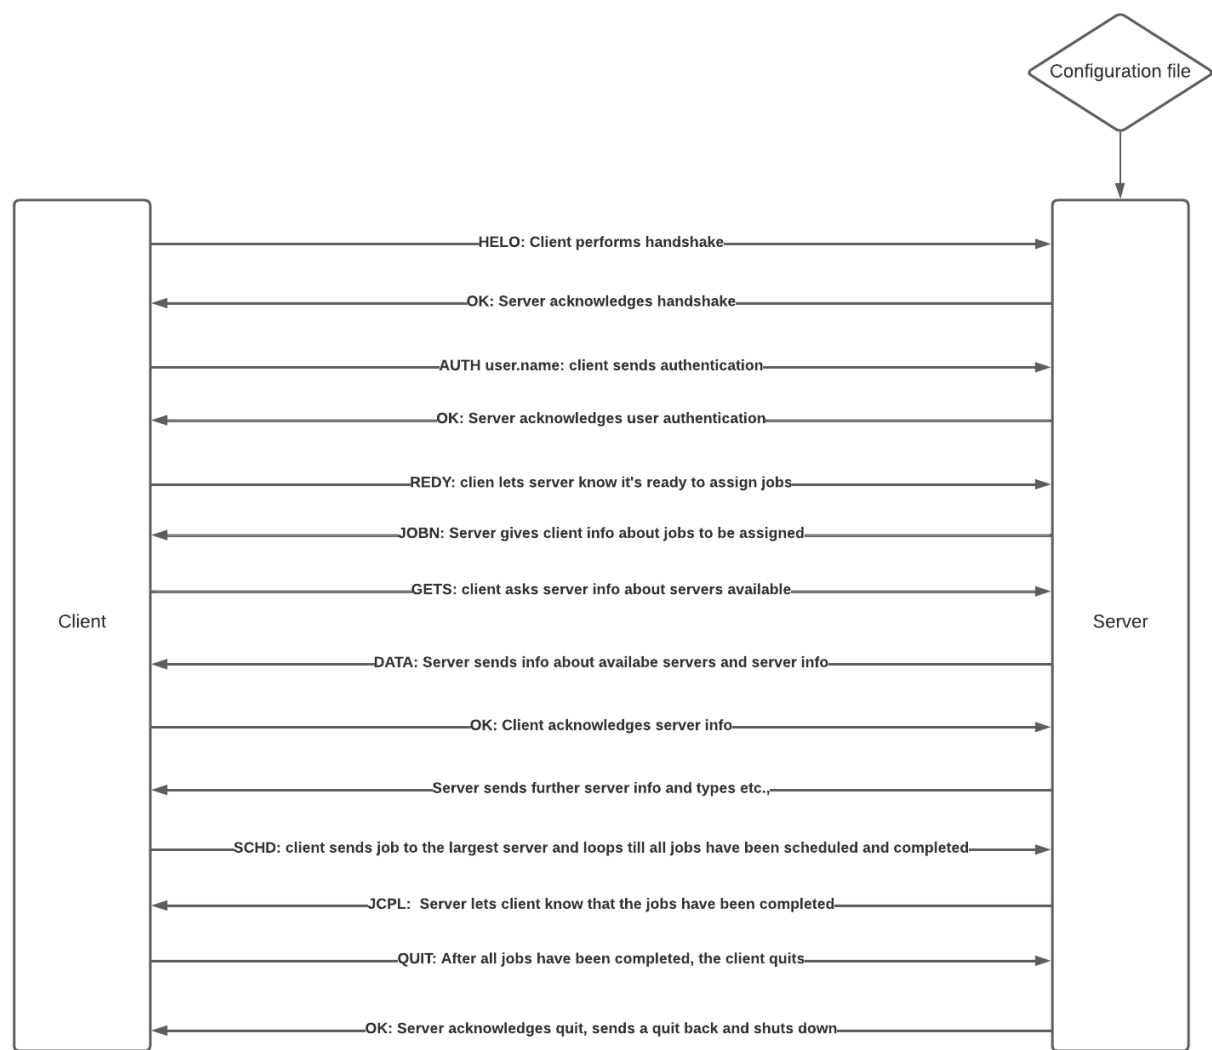 Configuration file
HELO: Client performs handshake
OK: Server acknowledges handshake
AUTH user.name: client sends authentication
OK: Server acknowledges user authentication
REDY: clien lets server know it's ready to assign jobs
JOBN: Server gives client info about jobs to be assigned
GETS: client asks server info about servers available
Client
Server
DATA: Server sends info about availabe servers and server info
OK: Client acknowledges server info
Server sends further server info and types etc.,
SCHD: client sends job to the largest server and loops till all jobs have been scheduled and completed
JCPL:  Server lets client know that the jobs have been completed
QUIT: After all jobs have been completed, the client quits
OK: Server acknowledges quit, sends a quit back and shuts down